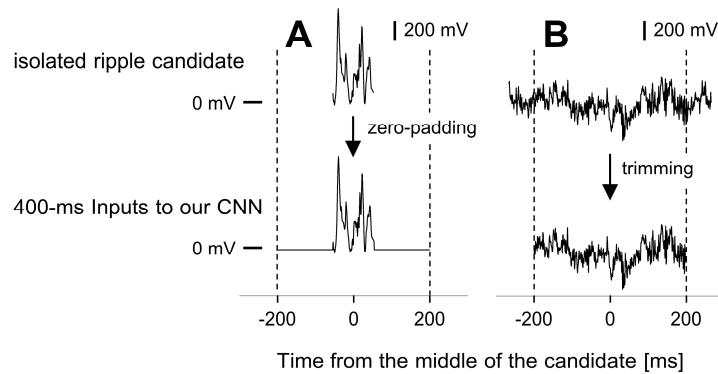 A
200 mV
B
200 mV
isolated ripple candidate
0 mV
zero-padding
trimming
400-ms Inputs to our CNN
0 mV
-200 0 200
-200 0 200
Time from the middle of the candidate [ms]